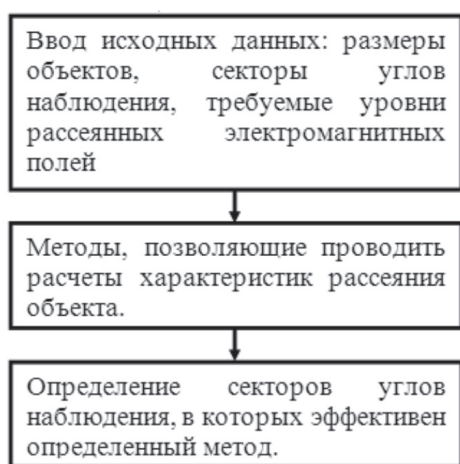 Ввод исходных данных: размеры
объектов, секторы углов
наблюдения, требуемые уровни
рассеянных электромагнитных
полей
Методы, позволяющие проводить
расчеты характеристик рассеяния
объекта.
Определение секторов углов
наблюдения, в которых эффективен
определенный метод.